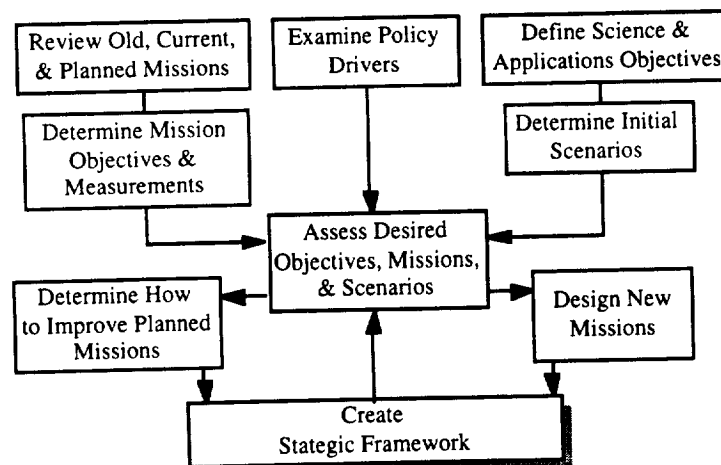 Review Old, Current,
& Planned Missions
Examine Policy
Drivers
Define Science &
Applications Objectives
Determine Mission
Objectives &
Measurements
Determine Initial
Scenarios
Assess Desired
Objectives, Missions,
& Scenarios
Determine How
to Improve Planned
Missions
Design New
Missions
Create
Stategic Framework